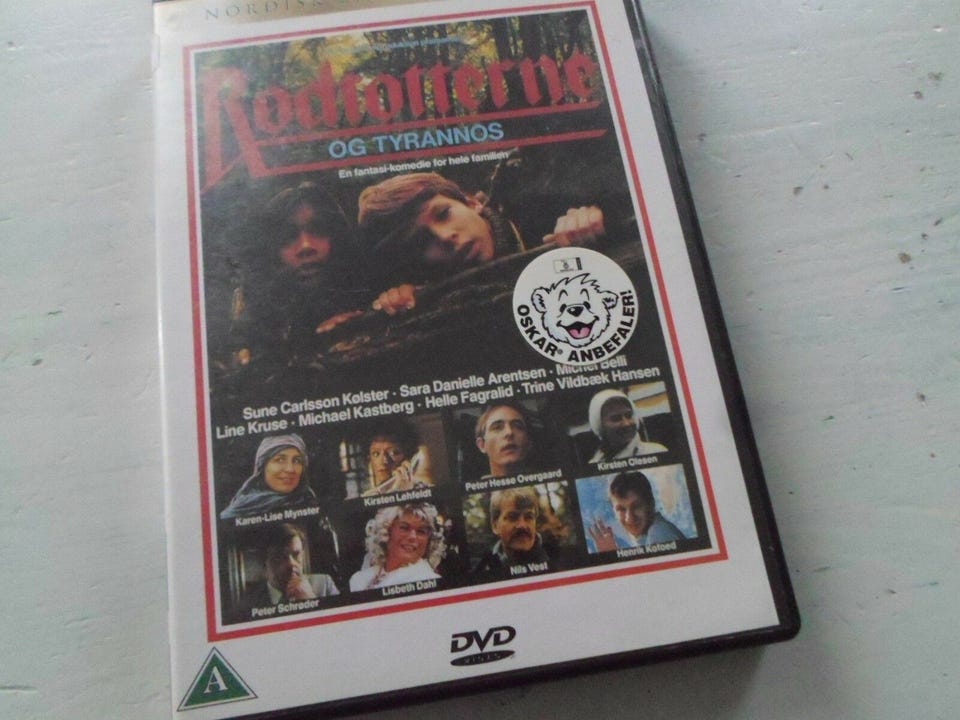 NORDISK
Rødtotterne
OG TYRANNOS
En fantasi-komedie for hele familien
OSKAR® ANBEFALER!
Sune Carlsson Kølster · Sara Danielle Arentsen · Michel Belli
Line Kruse · Michael Kastberg · Helle Fagralid · Trine Vildbæk Hansen
Karen-Lise Mynster
Kirsten Lehfeldt
Peter Hesse Overgaard
Kirsten Olesen
Peter Schrøder
Lisbeth Dahl
Nils Vest
Henrik Kofoed
DVD
A